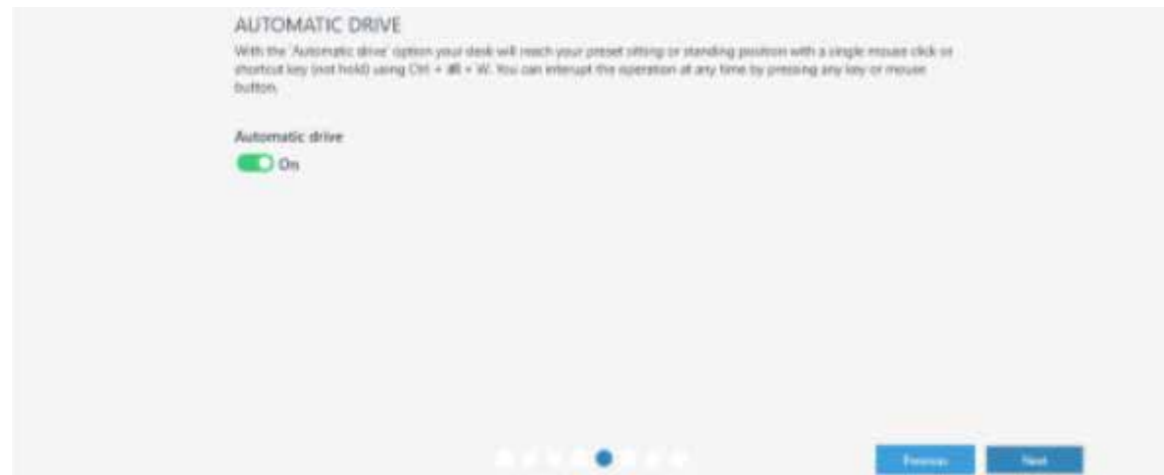 AUTOMATIC DRIVE
With the 'Automatic drive' option your desk will reach your preset sitting or standing position with a single mouse click or
shortcut key (not hold) using Ctrl + + W. You can interrupt the operation at any time by pressing any key or mouse
button.
Automatic drive
On
Previous
Next